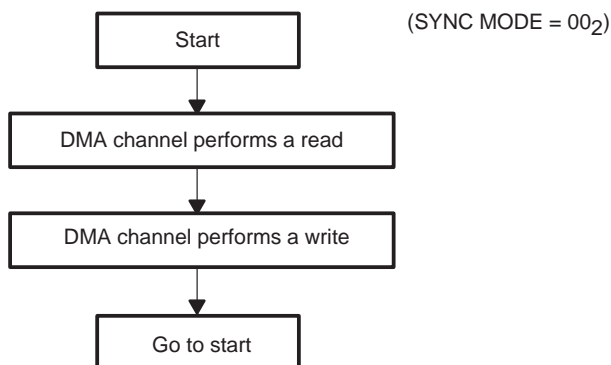 Start
(SYNC MODE = 00₂)
DMA channel performs a read
DMA channel performs a write
Go to start